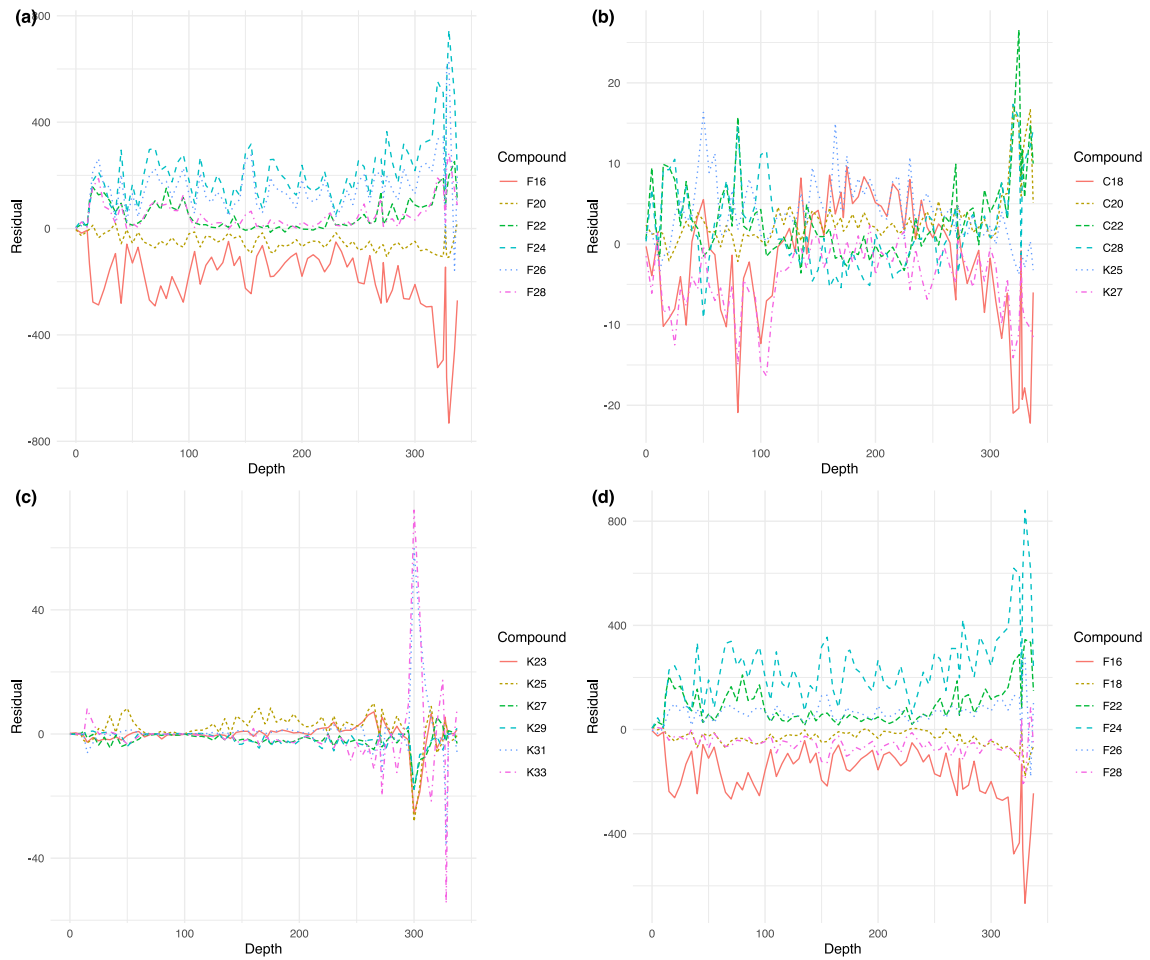 (a)
800
400
0
-400
-800
0
100
200
300
Residual
Depth
Compound
F16
F20
F22
F24
F26
F28
(b)
20
10
0
-10
-20
0
100
200
300
Residual
Depth
Compound
C18
C20
C22
C28
K25
K27
(c)
40
0
-40
0
100
200
300
Residual
Depth
Compound
K23
K25
K27
K29
K31
K33
(d)
800
400
0
-400
0
100
200
300
Residual
Depth
Compound
F16
F18
F22
F24
F26
F28